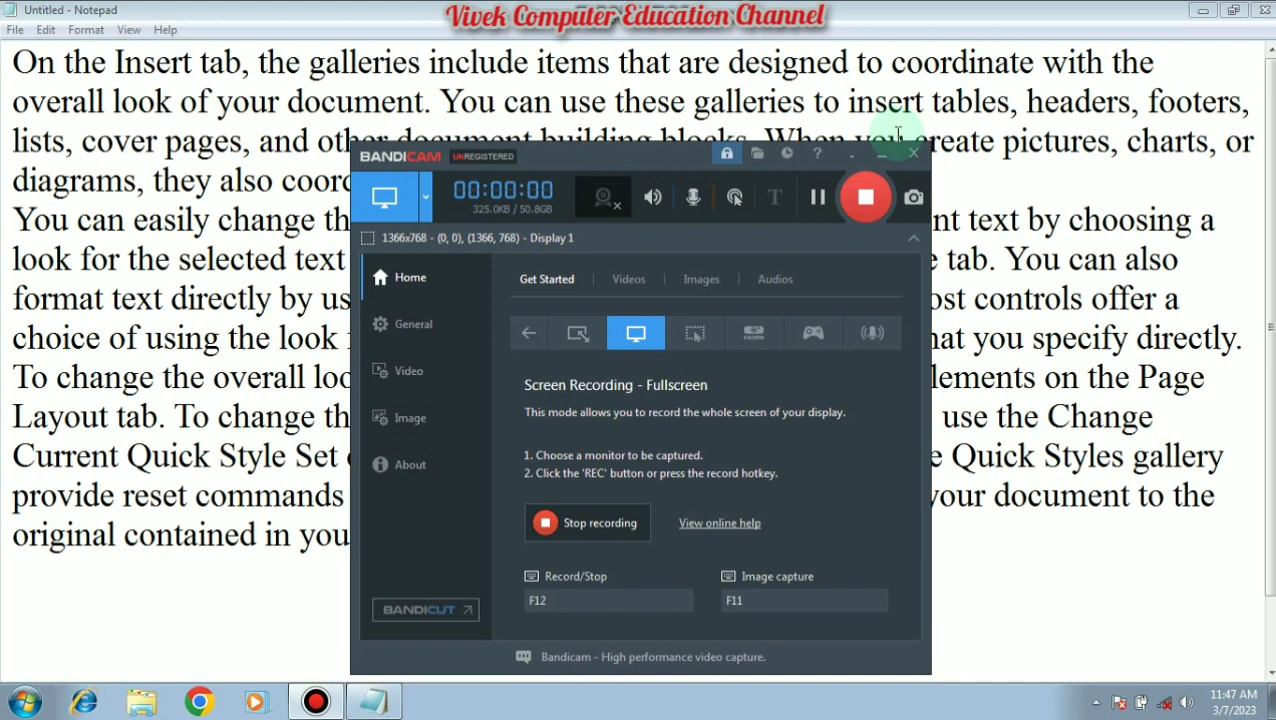 Untitled - Notepad
Vivek Computer Education Channel
File Edit Format View Help
On the Insert tab, the galleries include items that are designed to coordinate with the
overall look of your document. You can use these galleries to insert tables, headers, footers,
lists, cover pages, and other document building blocks. When you create pictures, charts, or
diagrams, they also coord
You can easily change th nt text by choosing a
look for the selected text e tab. You can also
format text directly by us ost controls offer a
choice of using the look hat you specify directly.
To change the overall loo lements on the Page
Layout tab. To change th use the Change
Current Quick Style Set e Quick Styles gallery
provide reset commands your document to the
original contained in you
BANDICAM UNREGISTERED
00:00:00
325.0KB / 50.8GB
1366x768 - (0, 0), (1366, 768) - Display 1
Home
General
Video
Image
About
BANDICUT
Get Started Videos Images Audios
HDMI
Screen Recording - Fullscreen
This mode allows you to record the whole screen of your display.
1. Choose a monitor to be captured.
2. Click the 'REC' button or press the record hotkey.
Stop recording View online help
Record/Stop Image capture
F12 F11
Bandicam - High performance video capture.
11:47 AM
3/7/2023